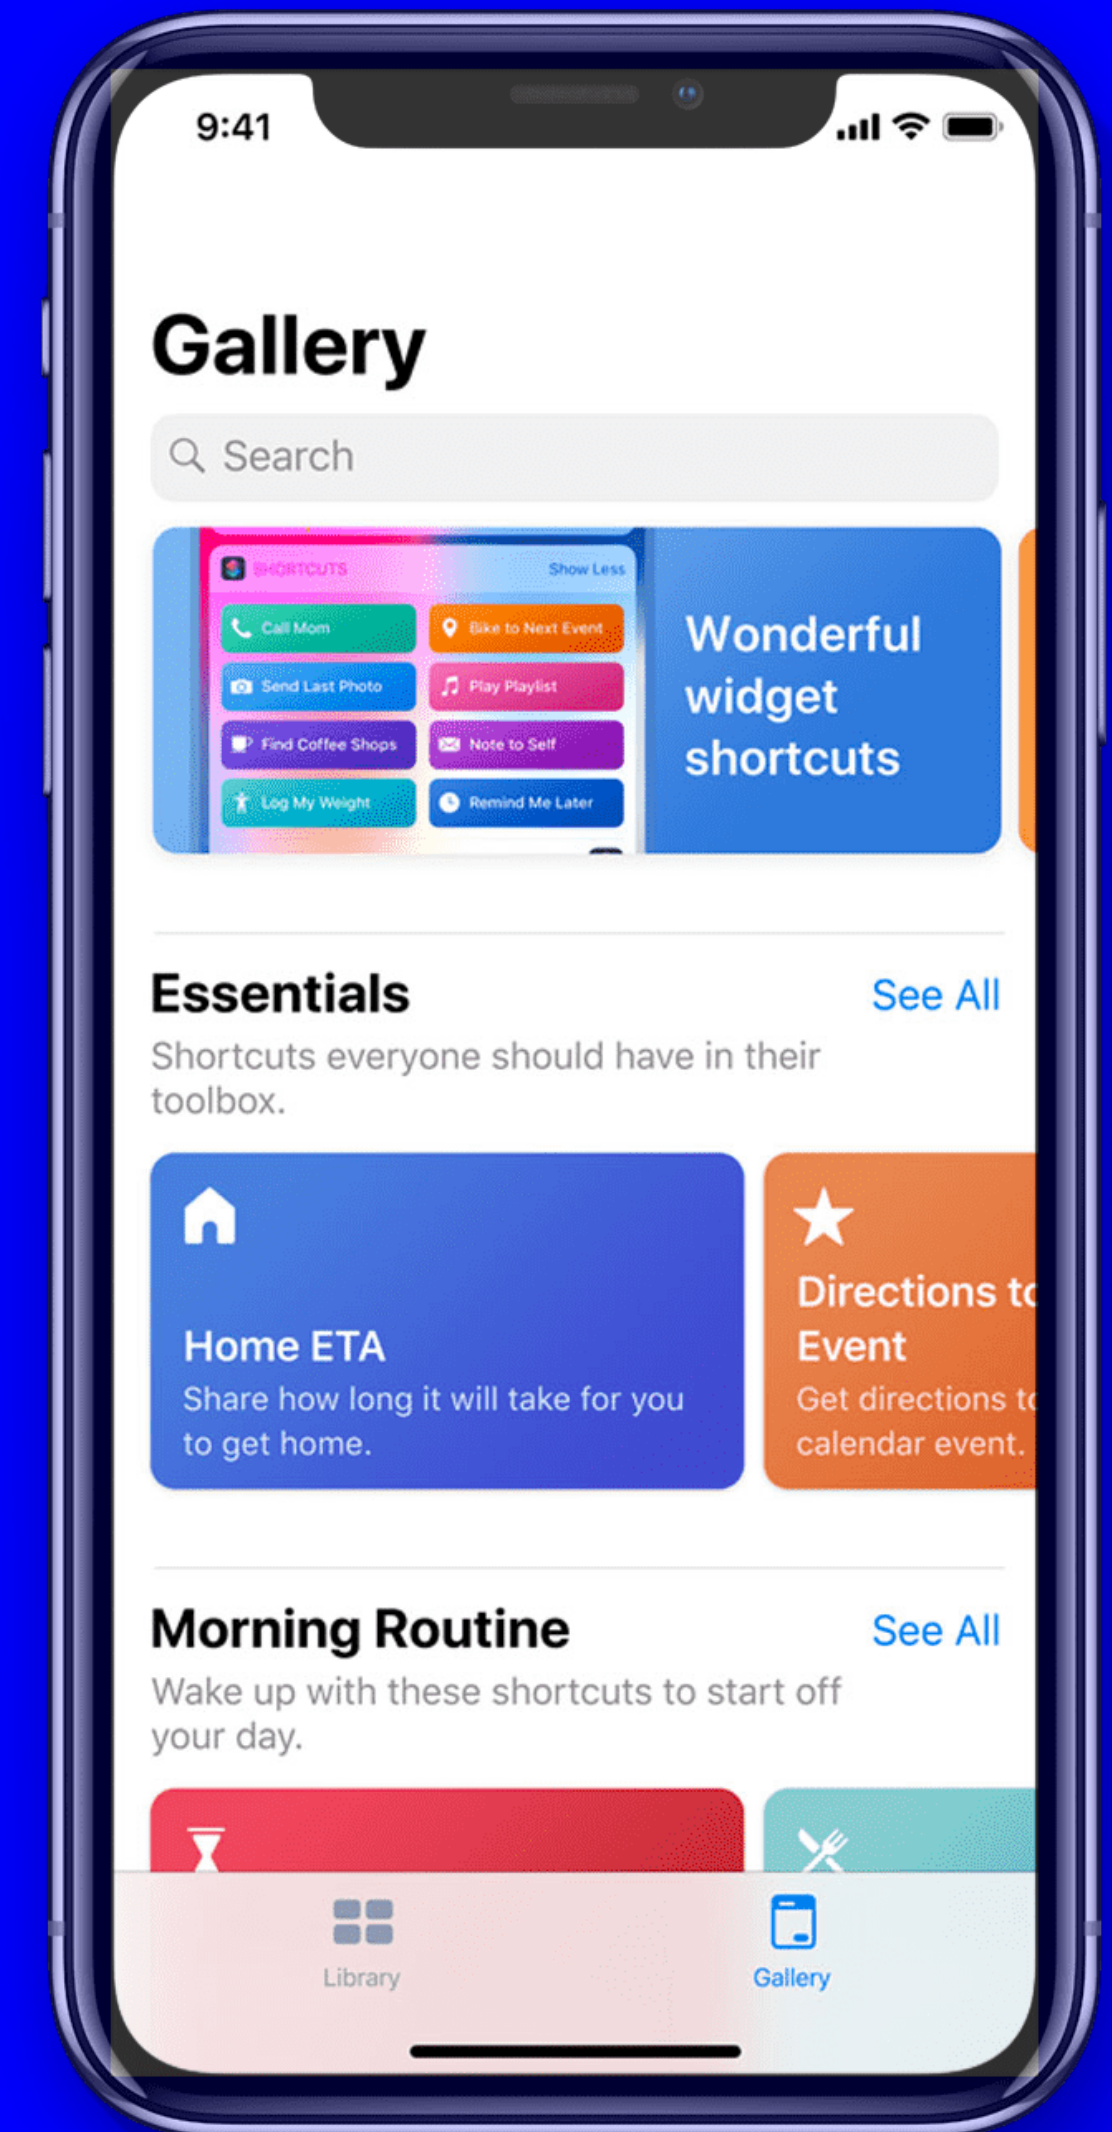 9:41
Gallery
Search
SHORTCUTS
Show Less
Call Mom
Bike to Next Event
Send Last Photo
Play Playlist
Find Coffee Shops
Note to Self
Log My Weight
Remind Me Later
Wonderful
widget
shortcuts
Essentials
See All
Shortcuts everyone should have in their
toolbox.
Home ETA
Share how long it will take for you
to get home.
Directions to
Event
Get directions to
calendar event.
Morning Routine
See All
Wake up with these shortcuts to start off
your day.
Library
Gallery